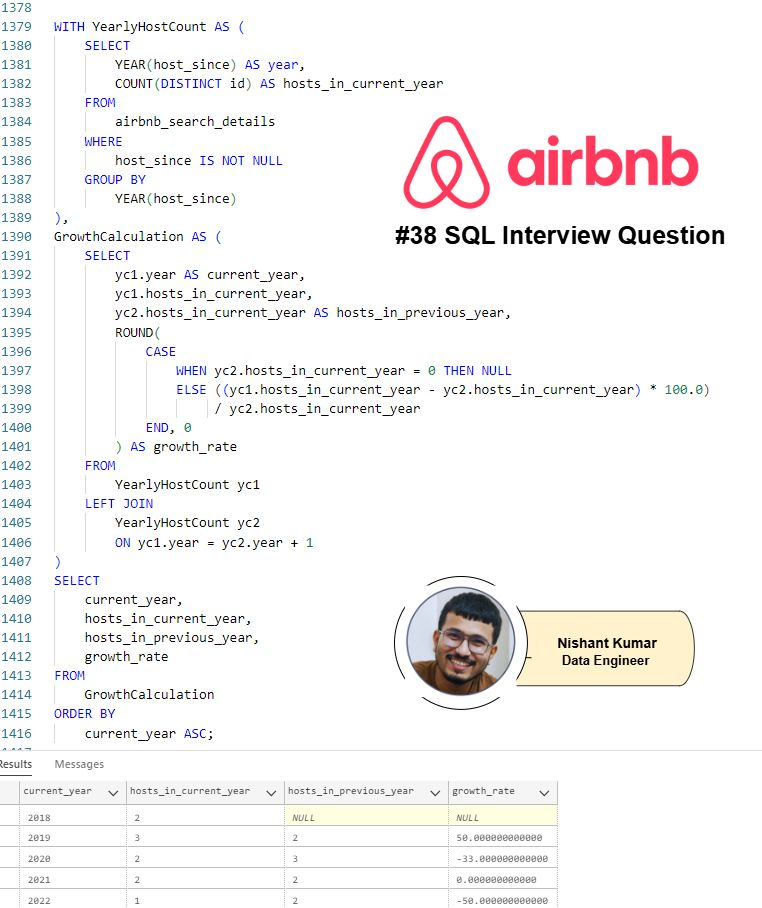 1378
1379 WITH YearlyHostCount AS (
1380 SELECT
1381 YEAR(host_since) AS year,
1382 COUNT(DISTINCT id) AS hosts_in_current_year
1383 FROM
1384 airbnb_search_details
1385 WHERE
1386 host_since IS NOT NULL
1387 GROUP BY
1388 YEAR(host_since)
1389 ),
1390 GrowthCalculation AS (
1391 SELECT
1392 yc1.year AS current_year,
1393 yc1.hosts_in_current_year,
1394 yc2.hosts_in_current_year AS hosts_in_previous_year,
1395 ROUND(
1396 CASE
1397 WHEN yc2.hosts_in_current_year = 0 THEN NULL
1398 ELSE ((yc1.hosts_in_current_year - yc2.hosts_in_current_year) * 100.0)
1399 / yc2.hosts_in_current_year
1400 END, 0
1401 ) AS growth_rate
1402 FROM
1403 YearlyHostCount yc1
1404 LEFT JOIN
1405 YearlyHostCount yc2
1406 ON yc1.year = yc2.year + 1
1407 )
1408 SELECT
1409 current_year,
1410 hosts_in_current_year,
1411 hosts_in_previous_year,
1412 growth_rate
1413 FROM
1414 GrowthCalculation
1415 ORDER BY
1416 current_year ASC;
airbnb
#38 SQL Interview Question
Nishant Kumar
Data Engineer
Results Messages
current_year hosts_in_current_year hosts_in_previous_year growth_rate
2018 2 NULL NULL
2019 3 2 50.000000000000
2020 2 3 -33.000000000000
2021 2 2 0.000000000000
2022 1 2 -50.000000000000